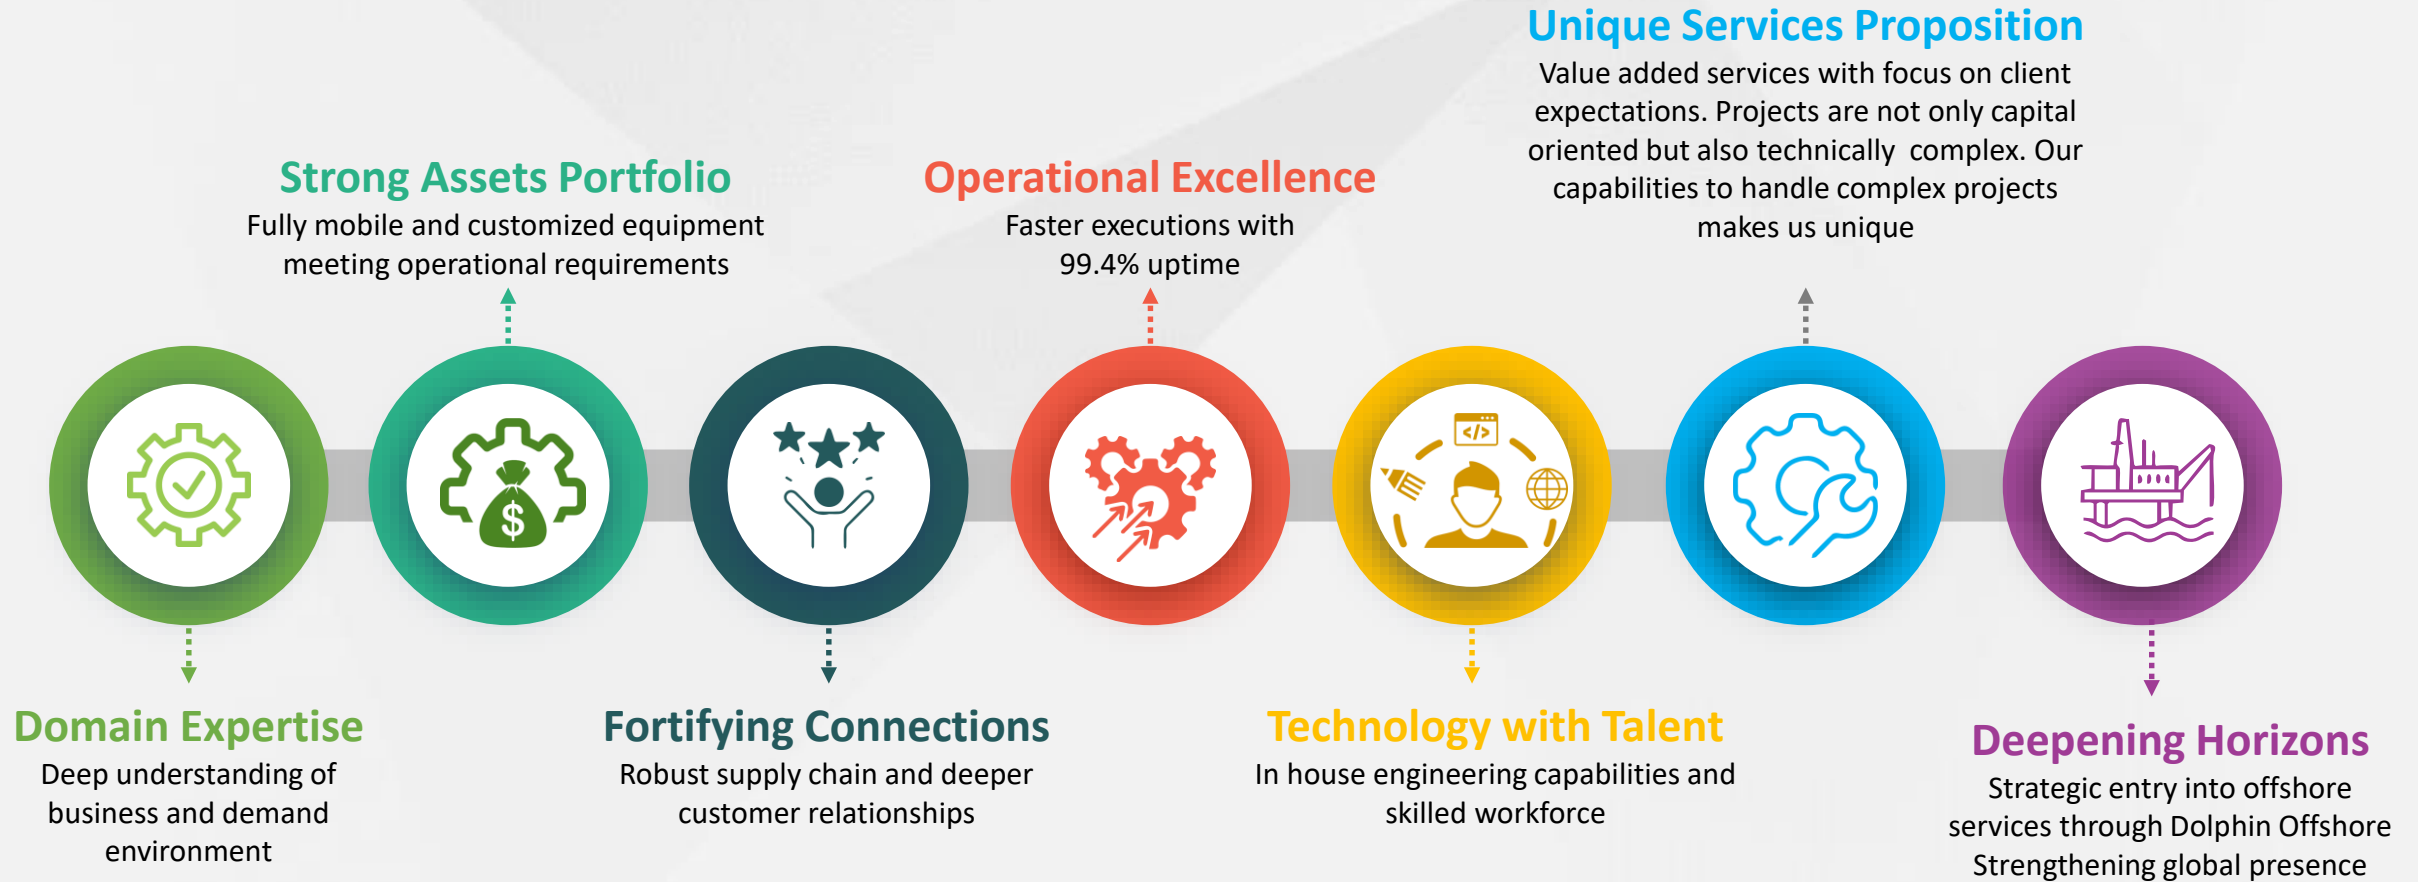 Unique Services Proposition
Value added services with focus on client
expectations. Projects are not only capital
oriented but also technically complex. Our
capabilities to handle complex projects
makes us unique
Strong Assets Portfolio
Fully mobile and customized equipment
meeting operational requirements
Operational Excellence
Faster executions with
99.4% uptime
$
</>
Domain Expertise
Deep understanding of
business and demand
environment
Fortifying Connections
Robust supply chain and deeper
customer relationships
Technology with Talent
In house engineering capabilities and
skilled workforce
Deepening Horizons
Strategic entry into offshore
services through Dolphin Offshore
Strengthening global presence